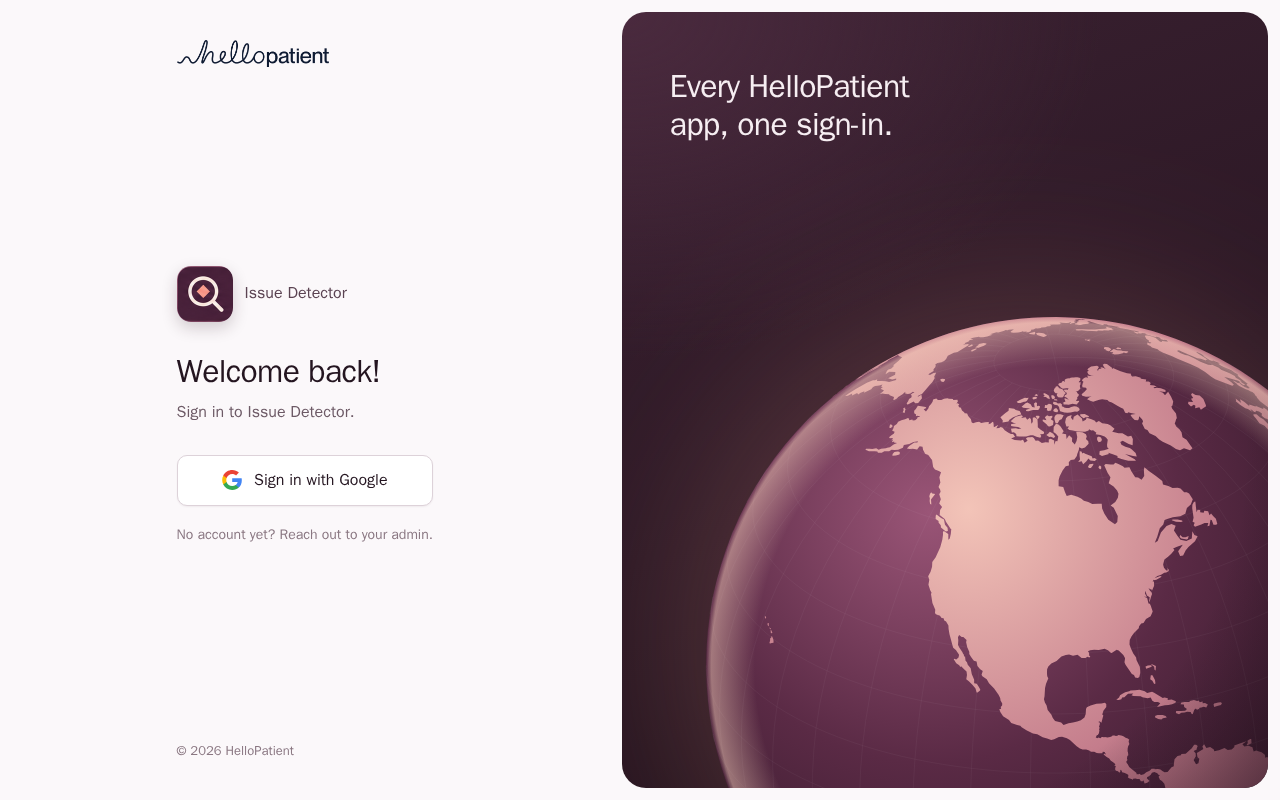 hellopatient
Issue Detector
Welcome back!
Sign in to Issue Detector.
Sign in with Google
No account yet? Reach out to your admin.
© 2026 HelloPatient
Every HelloPatient
app, one sign-in.